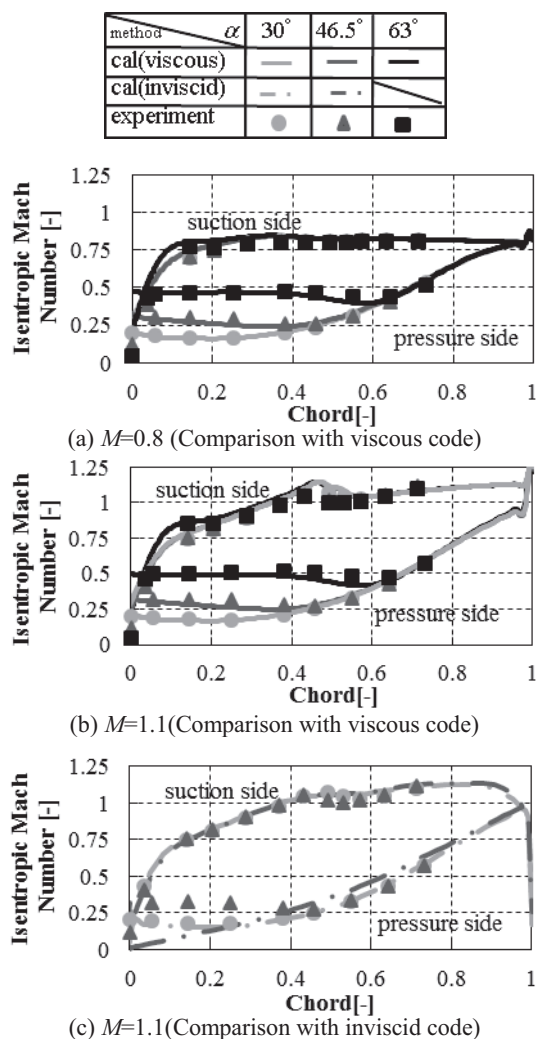 method α 30° 46.5° 63°
cal(viscous)
cal(inviscid)
experiment
Isentropic Mach
Number [-]
1.25
1
0.75
0.5
0.25
0
suction side
pressure side
0 0.2 0.4 0.6 0.8 1
Chord[-]
(a) M=0.8 (Comparison with viscous code)
Isentropic Mach
Number [-]
1.25
1
0.75
0.5
0.25
0
suction side
pressure side
0 0.2 0.4 0.6 0.8 1
Chord[-]
(b) M=1.1(Comparison with viscous code)
Isentropic Mach
Number [-]
1.25
1
0.75
0.5
0.25
0
suction side
pressure side
0 0.2 0.4 0.6 0.8 1
Chord[-]
(c) M=1.1(Comparison with inviscid code)